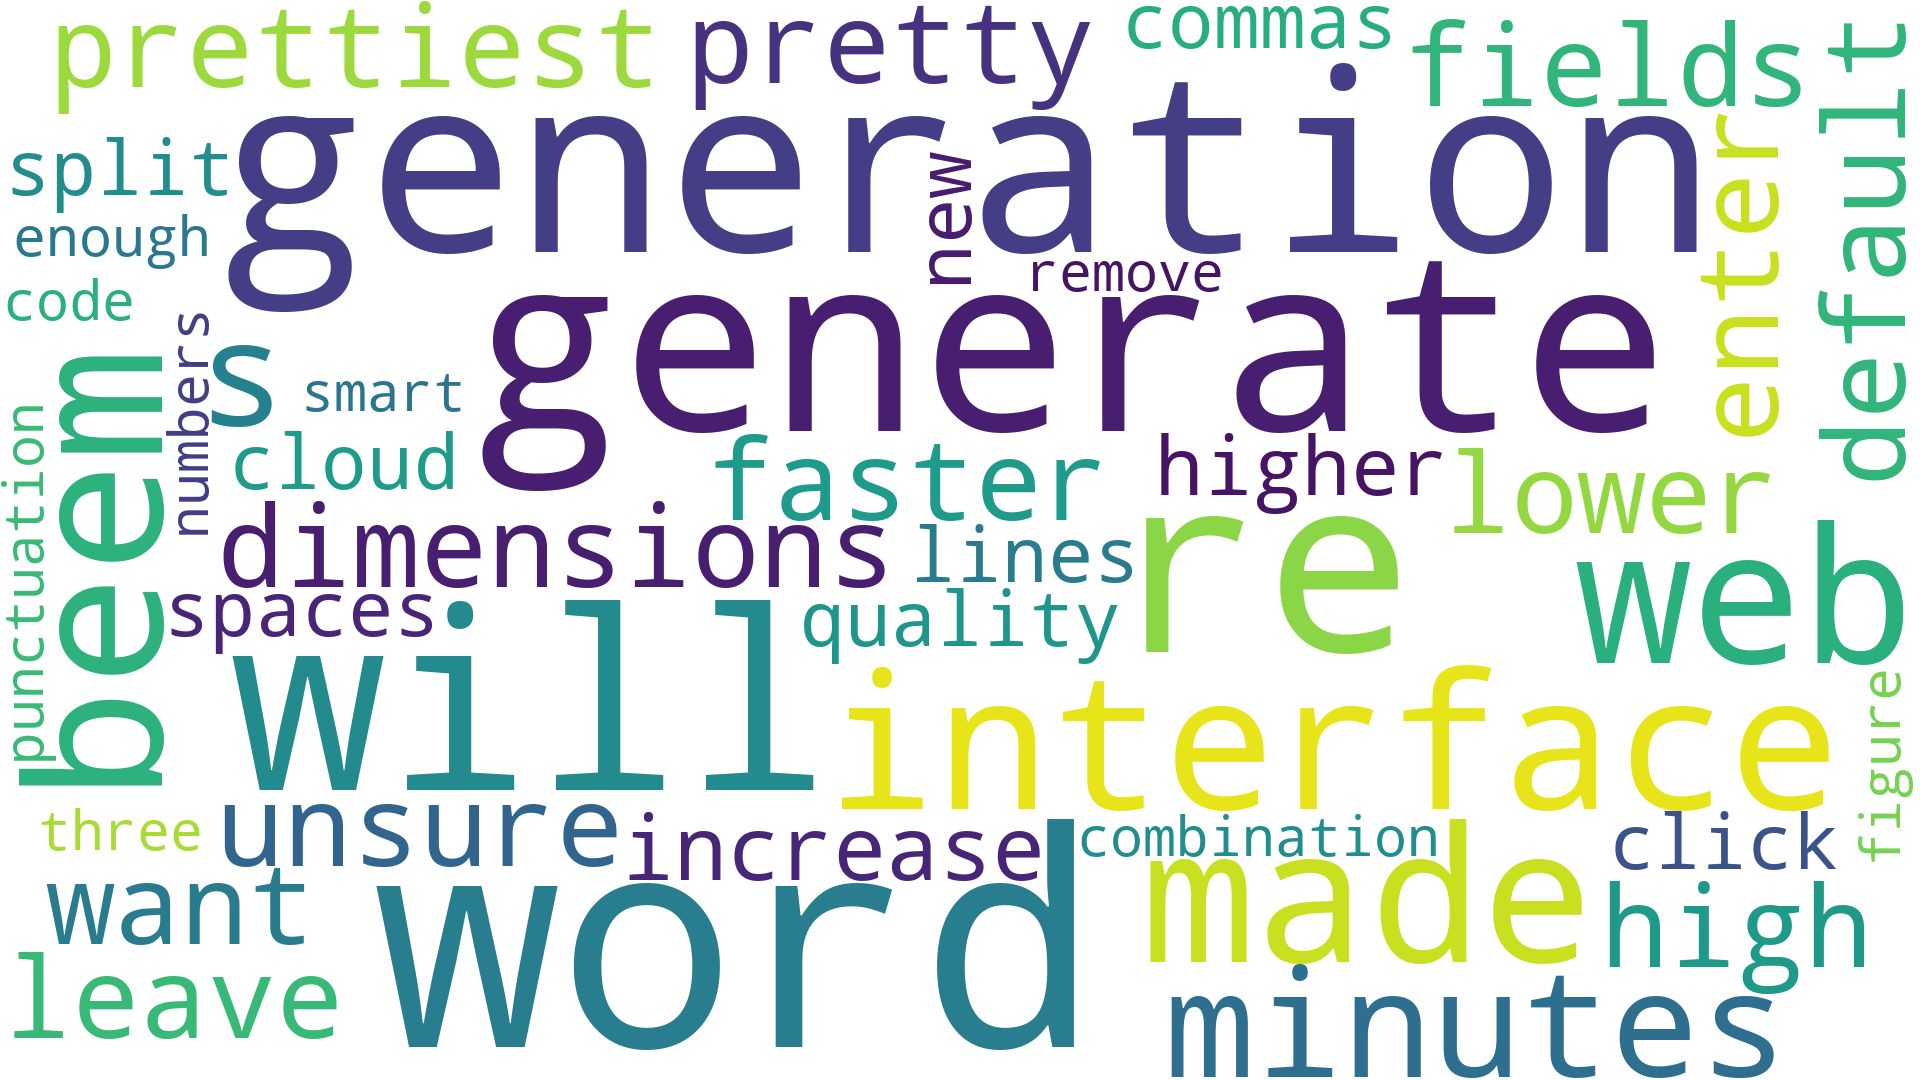 prettiest
pretty
commas
fields
default
generation
split
new
enter
enough
remove
code
generate
numbers
s
smart
beem
punctuation
cloud
faster
higher
lower
dimensions
lines
re
web
spaces
quality
will
interface
figure
three
unsure
increase
combination
click
want
word
made
high
leave
minutes